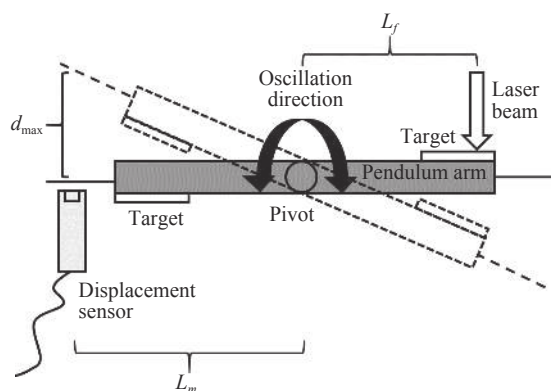 L_f
Oscillation
direction
Laser
beam
d_max
Target
Pendulum arm
Target
Pivot
Displacement
sensor
L_m